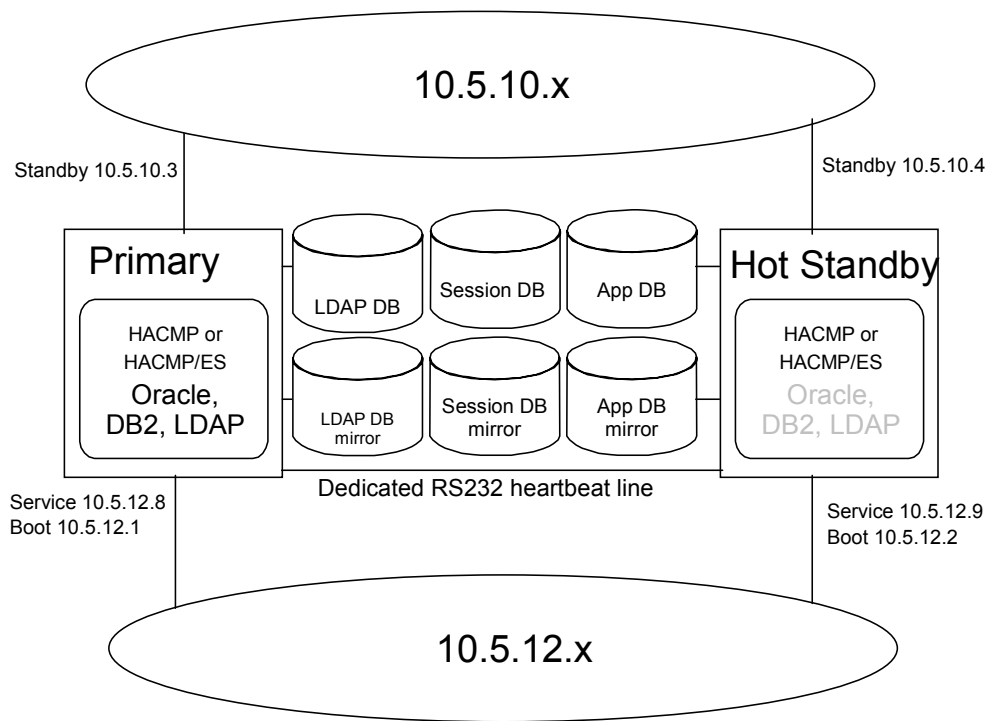 10.5.10.x
Standby 10.5.10.3
Standby 10.5.10.4
Primary
HACMP or
HACMP/ES
Oracle,
DB2, LDAP
LDAP DB
Session DB
App DB
LDAP DB
mirror
Session DB
mirror
App DB
mirror
Hot Standby
HACMP or
HACMP/ES
Oracle,
DB2, LDAP
Dedicated RS232 heartbeat line
Service 10.5.12.8
Boot 10.5.12.1
Service 10.5.12.9
Boot 10.5.12.2
10.5.12.x